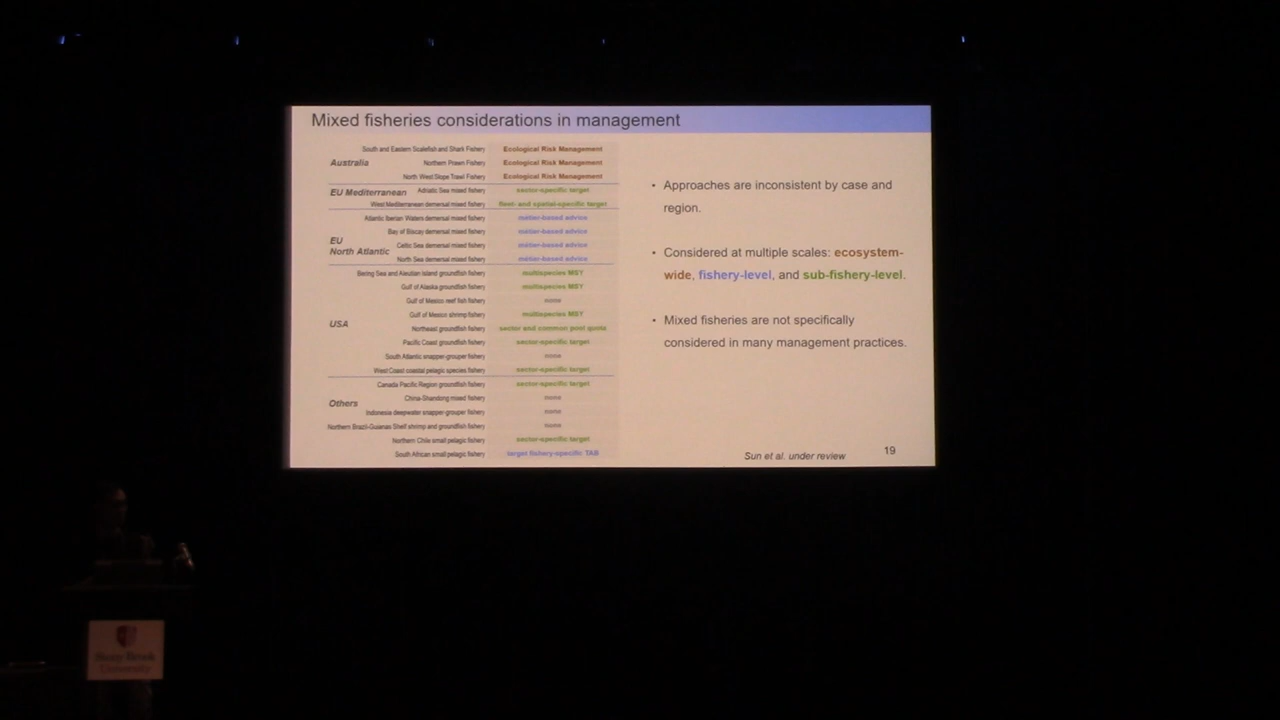 Mixed fisheries considerations in management
Australia
South and Eastern Scalefish and Shark Fishery Ecological Risk Management
Northern Prawn Fishery Ecological Risk Management
North West Slope Trawl Fishery Ecological Risk Management
EU Mediterranean
Adriatic Sea mixed fishery sector-specific target
West Mediterranean demersal mixed fishery fleet- and spatial-specific target
EU
North Atlantic
Atlantic Iberian Waters demersal mixed fishery métier-based advice
Bay of Biscay demersal mixed fishery métier-based advice
Celtic Sea demersal mixed fishery métier-based advice
North Sea demersal mixed fishery métier-based advice
USA
Bering Sea and Aleutian Island groundfish fishery multispecies MSY
Gulf of Alaska groundfish fishery multispecies MSY
Gulf of Mexico reef fish fishery none
Gulf of Mexico shrimp fishery multispecies MSY
Northeast groundfish fishery sector and common pool quota
Pacific Coast groundfish fishery sector-specific target
South Atlantic snapper-grouper fishery none
West Coast coastal pelagic species fishery sector-specific target
Others
Canada Pacific Region groundfish fishery sector-specific target
China-Shandong mixed fishery none
Indonesia deepwater snapper-grouper fishery none
Northern Brazil-Guianas Shelf shrimp and groundfish fishery none
Northern Chile small pelagic fishery sector-specific target
South African small pelagic fishery target fishery-specific TAB
• Approaches are inconsistent by case and
region.
• Considered at multiple scales: ecosystem-
wide, fishery-level, and sub-fishery-level.
• Mixed fisheries are not specifically
considered in many management practices.
Sun et al. under review
19
Stony Brook
University